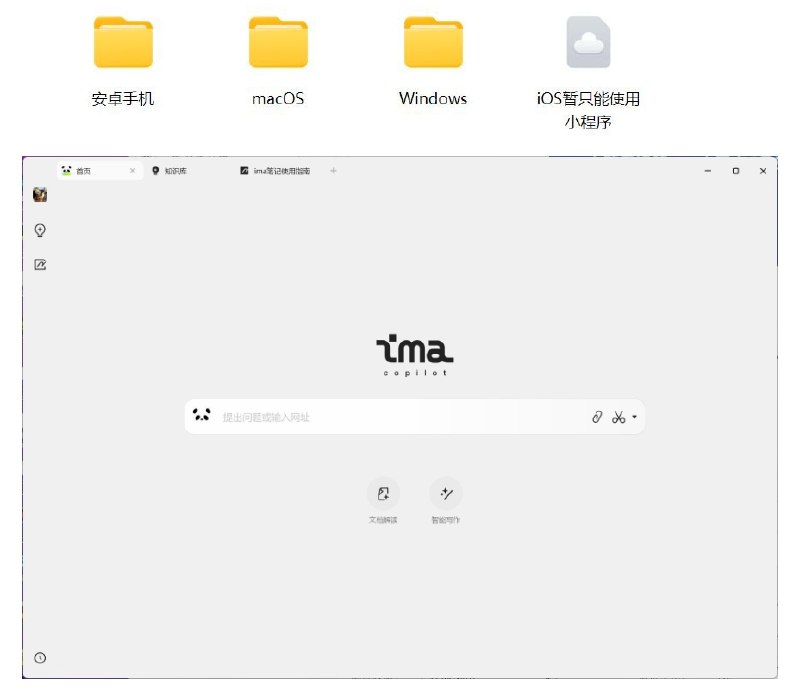 安卓手机
macOS
Windows
iOS暂只能使用
小程序
首页
知识库
ima笔记使用指南
ima
copilot
提出问题或输入网址
文档解读
智能写作